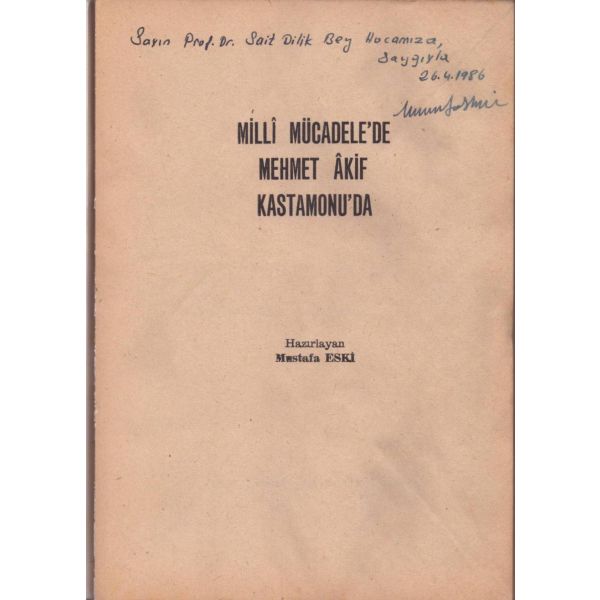 Sayın Prof. Dr. Sait Dilik Bey Hocamıza,
Saygıyla
26.4.1986
MİLLÎ MÜCADELE'DE
MEHMET ÂKİF
KASTAMONU'DA
Hazırlayan
Mustafa ESKİ